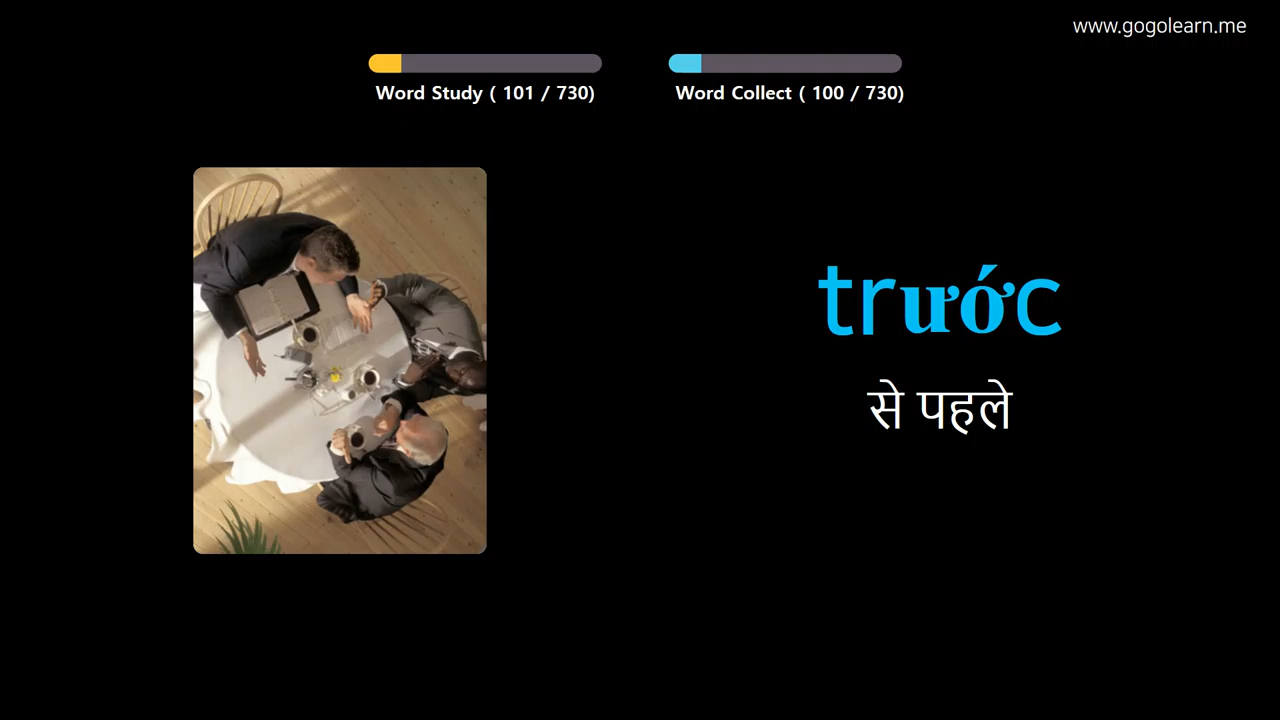 www.gogolearn.me
Word Study ( 101 / 730)
Word Collect ( 100 / 730)
trước
से पहले